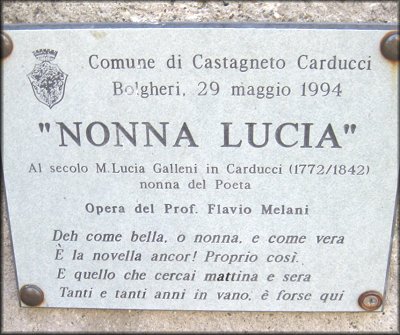 Comune di Castagneto Carducci
Bolgheri, 29 maggio 1994
"NONNA LUCIA"
Al secolo M.Lucia Galleni in Carducci (1772/1842)
nonna del Poeta
Opera del Prof. Flavio Melani
Deh come bella, o nonna, e come vera
È la novella ancor! Proprio così.
E quello che cercai mattina e sera
Tanti e tanti anni in vano, è forse qui